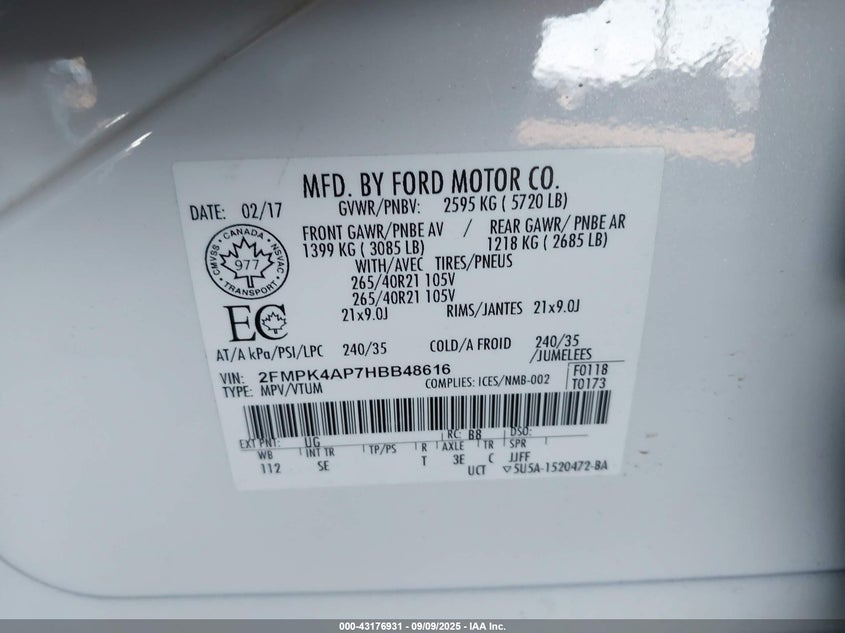 MFD. BY FORD MOTOR CO.
DATE: 02/17 GVWR/PNBV: 2595 KG ( 5720 LB)
FRONT GAWR/PNBE AV / REAR GAWR/ PNBE AR
1399 KG ( 3085 LB) 1218 KG ( 2685 LB)
CANADA
CMVSS 977 NSVAC
TRANSPORT
WITH/AVEC TIRES/PNEUS
265/40R21 105V
265/40R21 105V
EC 21x9.0J RIMS/JANTES 21x9.0J
AT/A kPa/PSI/LPC 240/35 COLD/A FROID 240/35
/JUMELEES
VIN: 2FMPK4AP7HBB48616 F0118
TYPE: MPV/VTUM COMPLIES: ICES/NMB-002 T0173
EXT PNT: UG RC: B8 DSO:
WB INT TR TP/PS R AXLE TR SPR
112 SE T 3E C JJFF
UCT 5U5A-1520472-BA
000-43176931 - 09/09/2025 - IAA Inc.